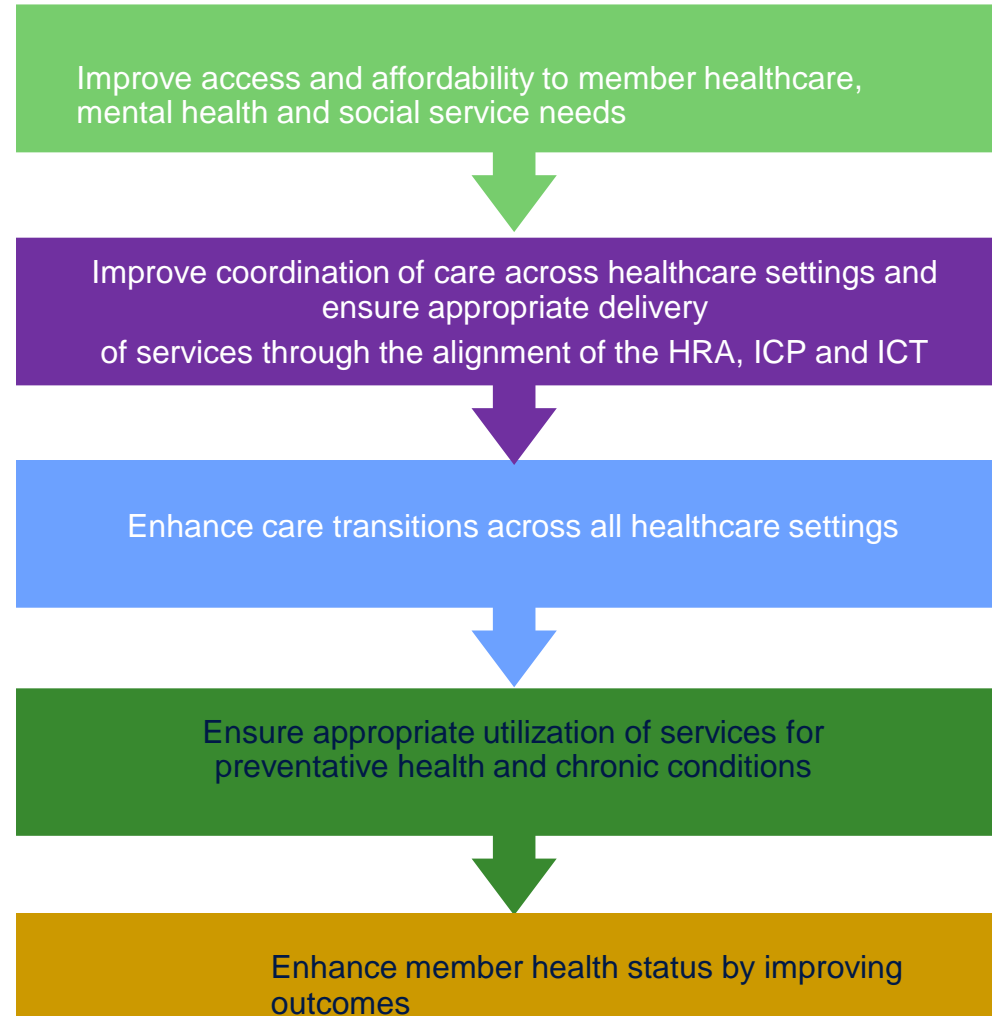 Improve access and affordability to member healthcare,
mental health and social service needs
Improve coordination of care across healthcare settings and
ensure appropriate delivery
of services through the alignment of the HRA, ICP and ICT
Enhance care transitions across all healthcare settings
Ensure appropriate utilization of services for
preventative health and chronic conditions
Enhance member health status by improving
outcomes